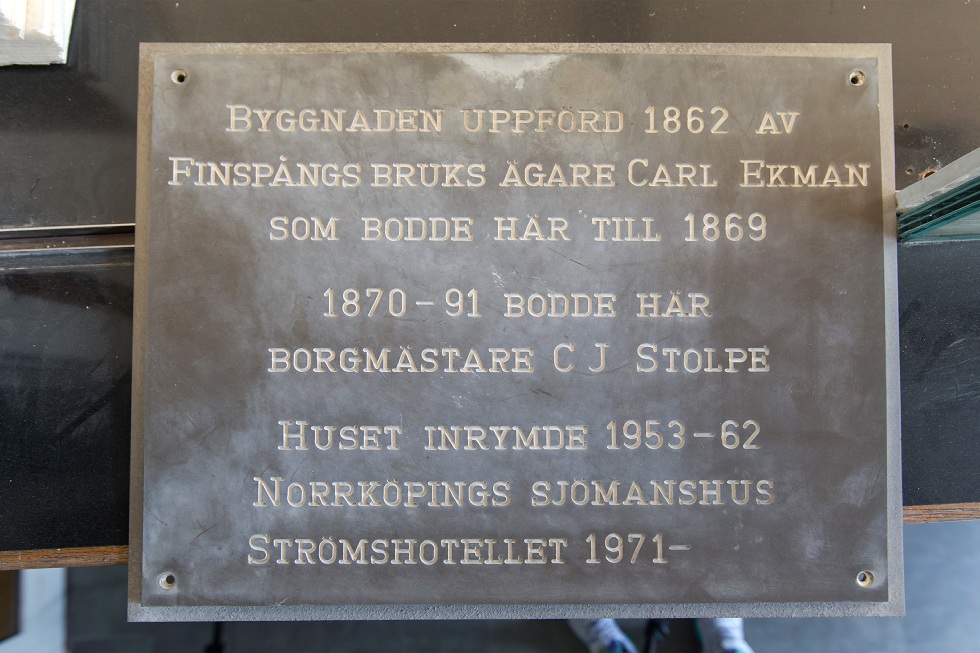 Byggnaden uppförd 1862 av
Finspångs bruks ägare Carl Ekman
som bodde här till 1869
1870-91 bodde här
borgmästare C J Stolpe
Huset inrymde 1953-62
Norrköpings sjömanshus
Strömshotellet 1971-